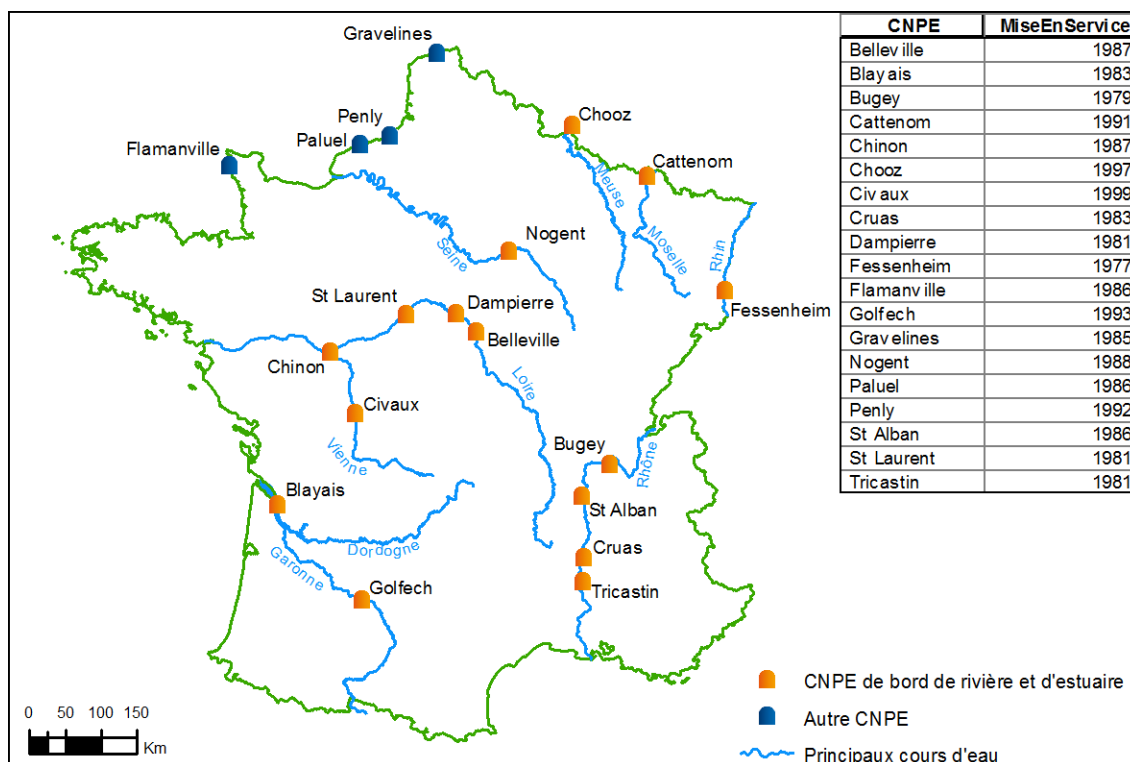 Gravelines
Penly
Paluel
Flamanville
Chooz
Cattenom
Meuse
Moselle
Rhin
Nogent
Seine
St Laurent
Dampierre
Belleville
Fessenheim
Chinon
Loire
Civaux
Vienne
Bugey
Rhône
Blayais
St Alban
Dordogne
Garonne
Cruas
Golfech
Tricastin
CNPE MiseEnService
Belleville 1987
Blayais 1983
Bugey 1979
Cattenom 1991
Chinon 1987
Chooz 1997
Civaux 1999
Cruas 1983
Dampierre 1981
Fessenheim 1977
Flamanville 1986
Golfech 1993
Gravelines 1985
Nogent 1988
Paluel 1986
Penly 1992
St Alban 1986
St Laurent 1981
Tricastin 1981
CNPE de bord de rivière et d'estuaire
Autre CNPE
Principaux cours d'eau
0 50 100 150
Km